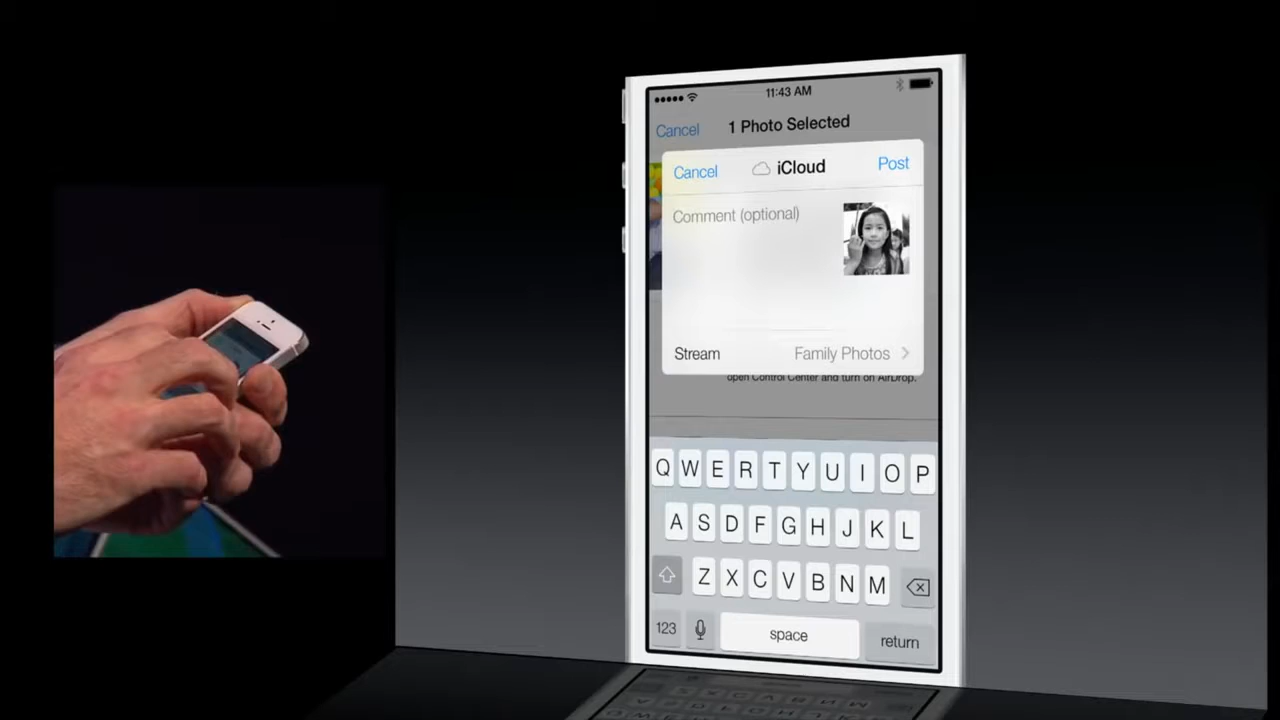 11:43 AM
Cancel
1 Photo Selected
Cancel
iCloud
Post
Comment (optional)
Stream
Family Photos
open Control Center and turn on AirDrop.
Q W E R T Y U I O P
A S D F G H J K L
Z X C V B N M
123
space
return